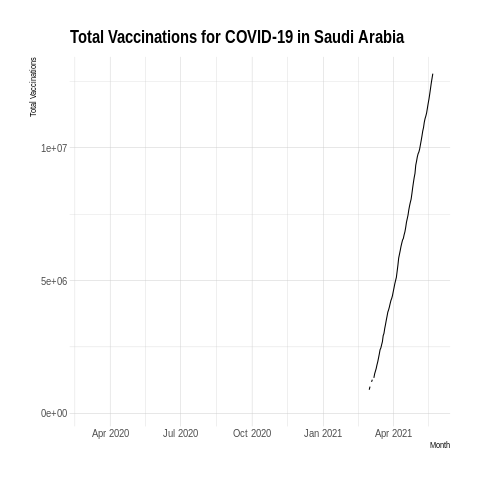 Total Vaccinations for COVID-19 in Saudi Arabia
Total Vaccinations
1e+07
5e+06
0e+00
Apr 2020 Jul 2020 Oct 2020 Jan 2021 Apr 2021
Month